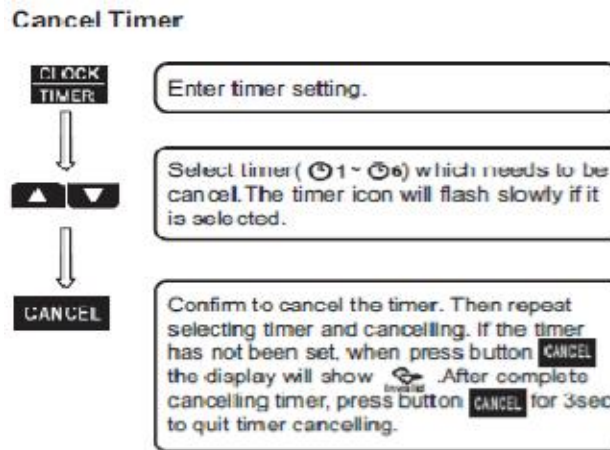 Cancel Timer
CLOCK
TIMER
Enter timer setting.
Select timer( 1 ~ 6) which needs to be
cancel. The timer icon will flash slowly if it
is selected.
CANCEL
Confirm to cancel the timer. Then repeat
selecting timer and cancelling. If the timer
has not been set, when press button CANCEL
the display will show Invalid .After complete
cancelling timer, press button CANCEL for 3sec
to quit timer cancelling.